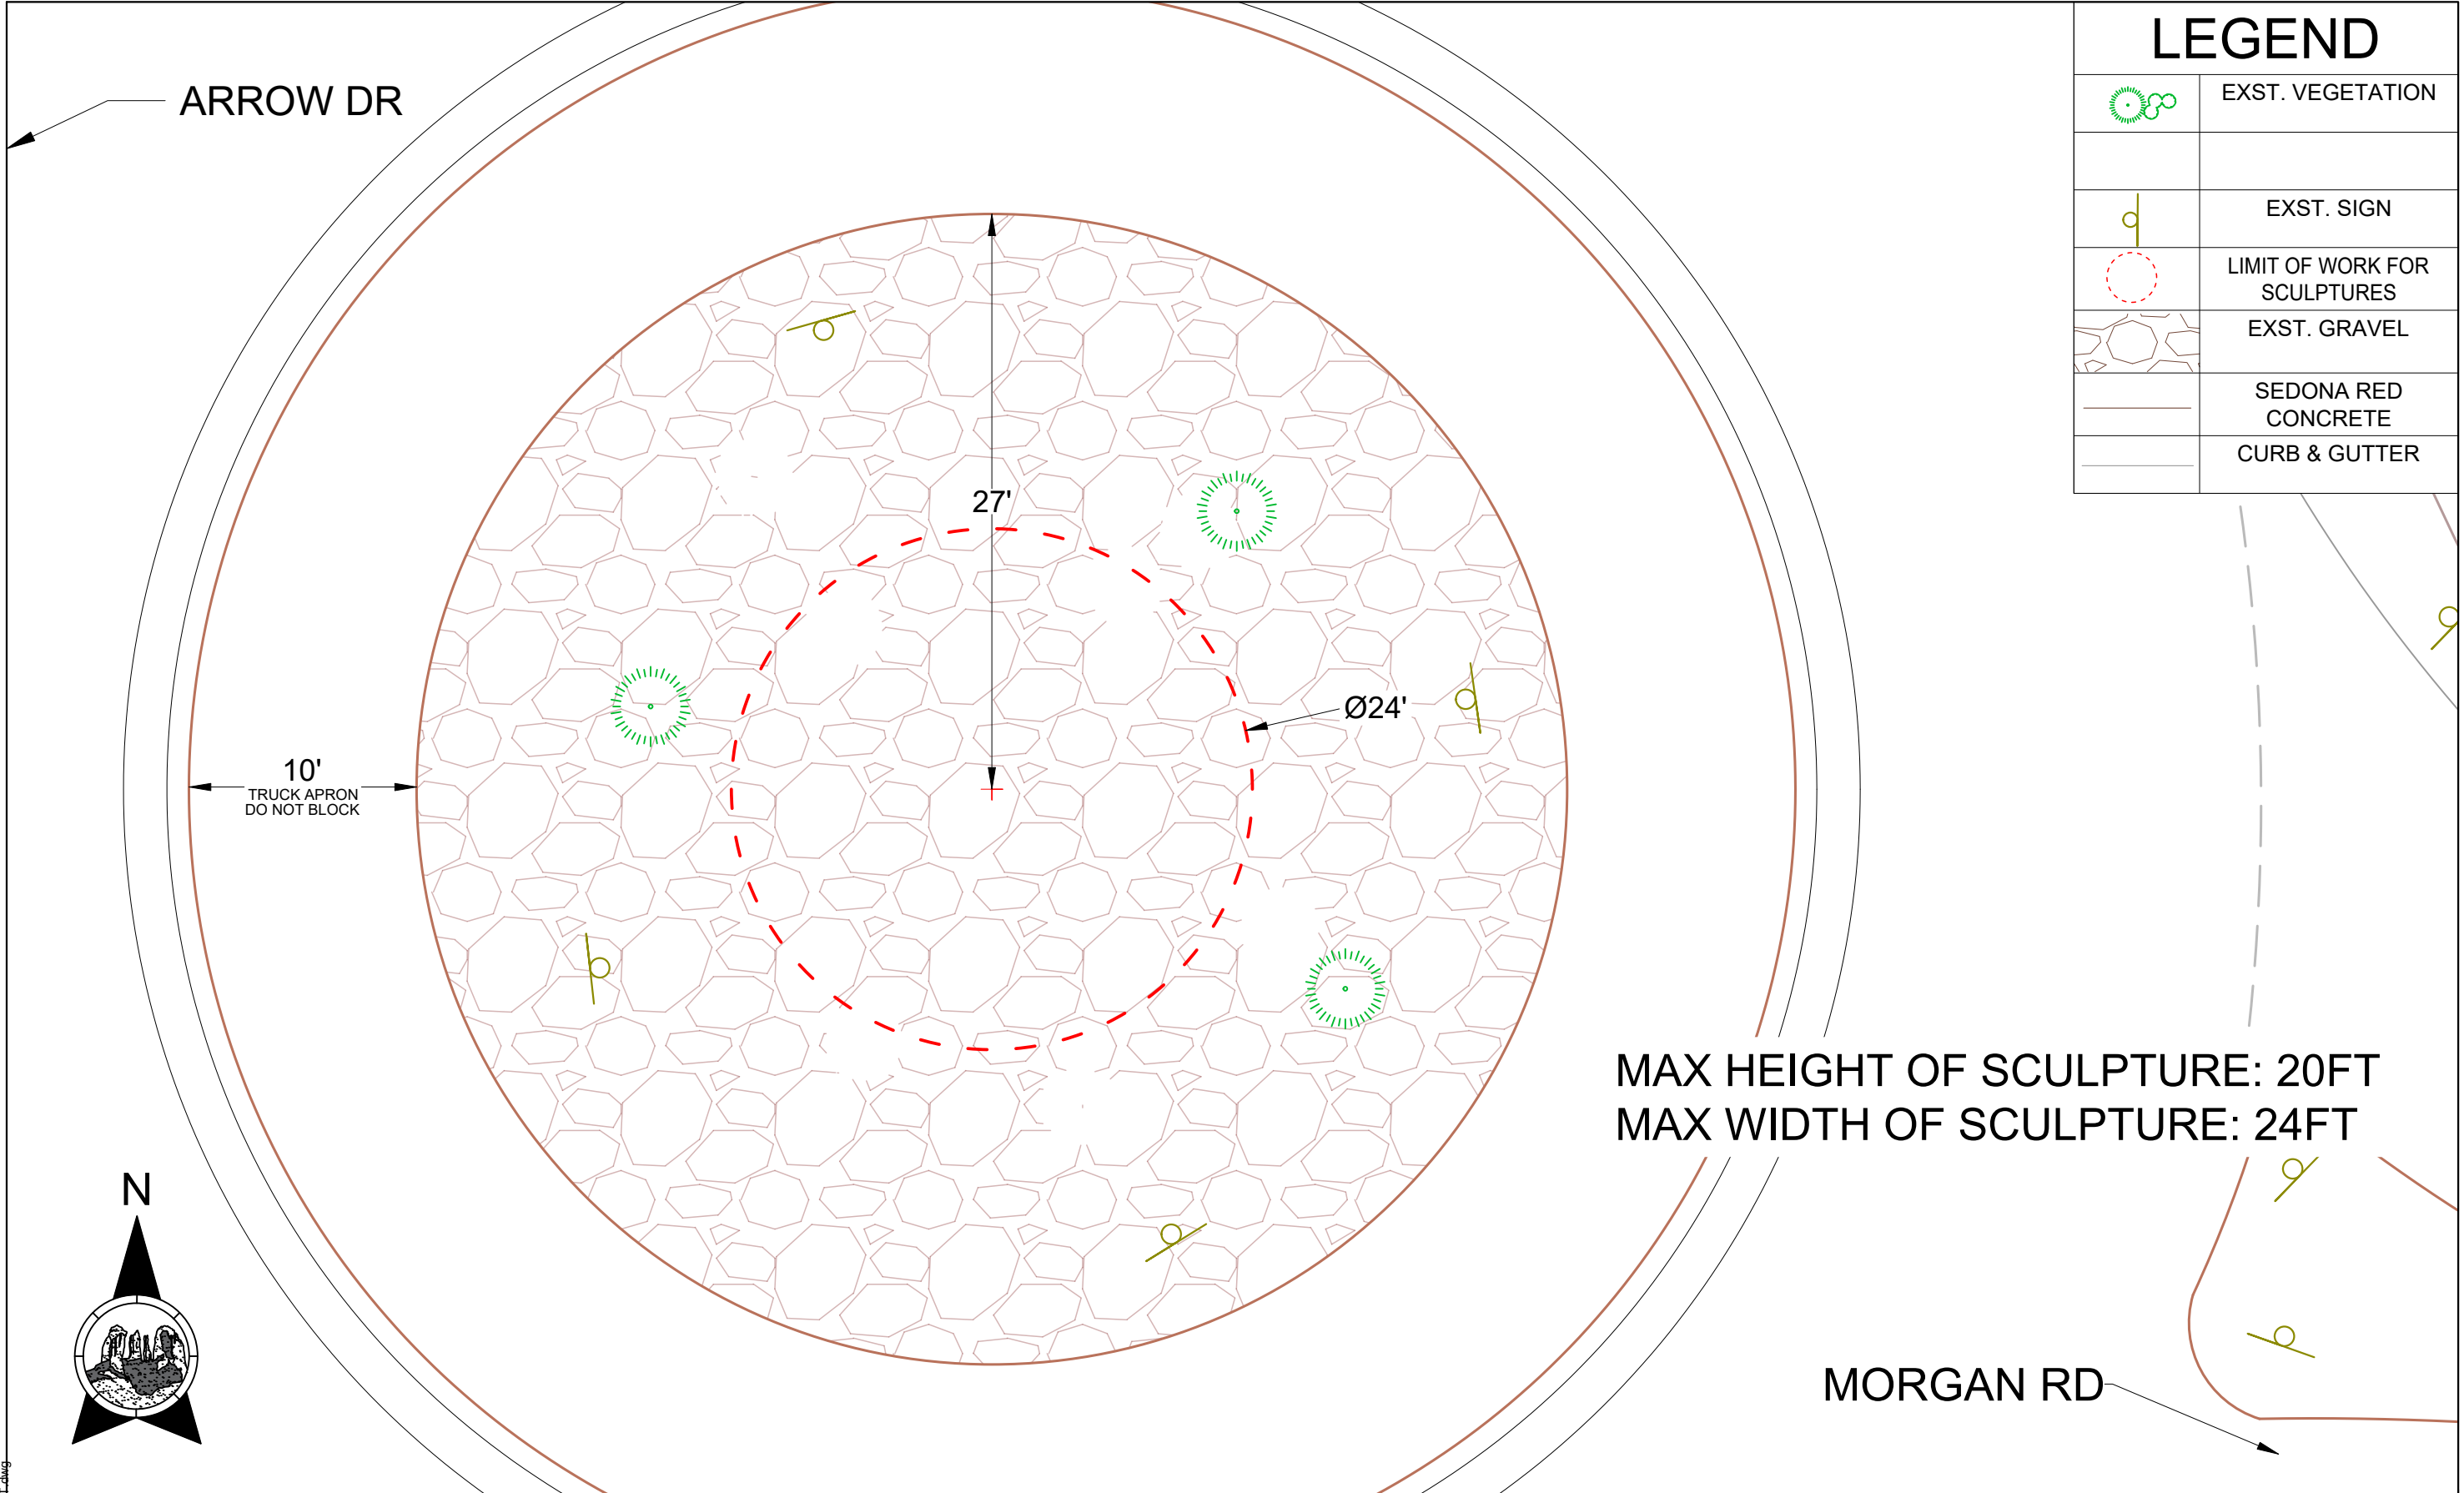 ARROW DR
LEGEND
EXST. VEGETATION
EXST. SIGN
LIMIT OF WORK FOR
SCULPTURES
EXST. GRAVEL
SEDONA RED
CONCRETE
CURB & GUTTER
27'
Ø24'
10'
TRUCK APRON
DO NOT BLOCK
MAX HEIGHT OF SCULPTURE: 20FT
MAX WIDTH OF SCULPTURE: 24FT
N
MORGAN RD